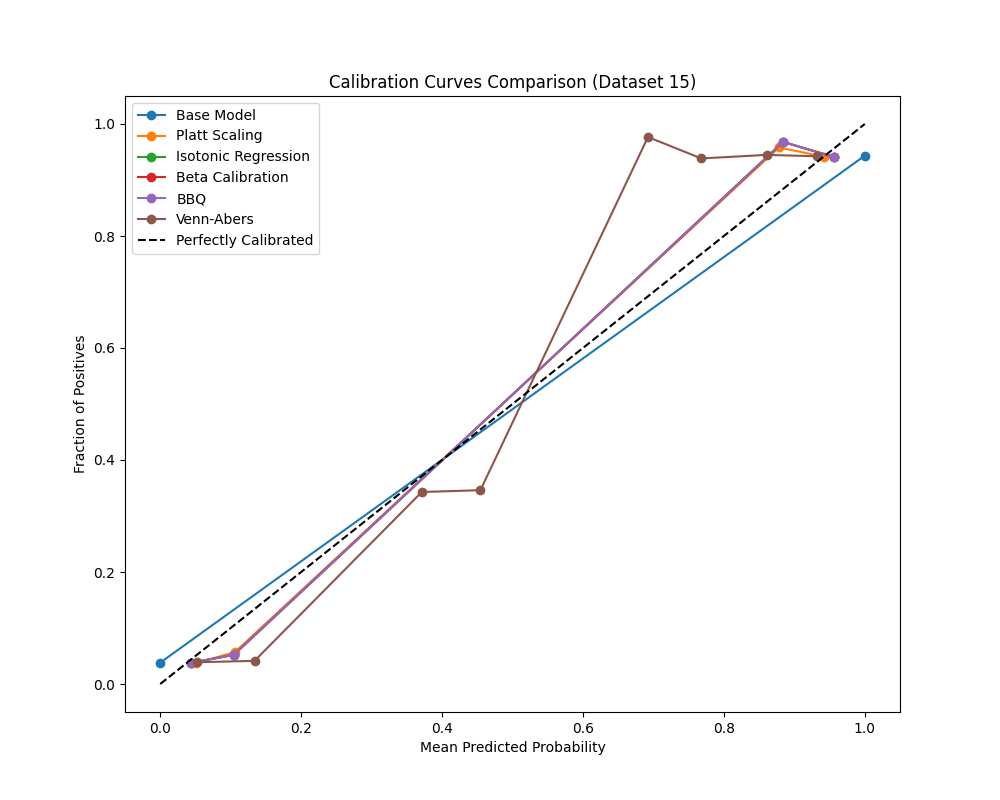 Calibration Curves Comparison (Dataset 15)
Base Model
Platt Scaling
Isotonic Regression
Beta Calibration
BBQ
Venn-Abers
Perfectly Calibrated
1.0
0.8
0.6
0.4
0.2
0.0
Fraction of Positives
0.0 0.2 0.4 0.6 0.8 1.0
Mean Predicted Probability